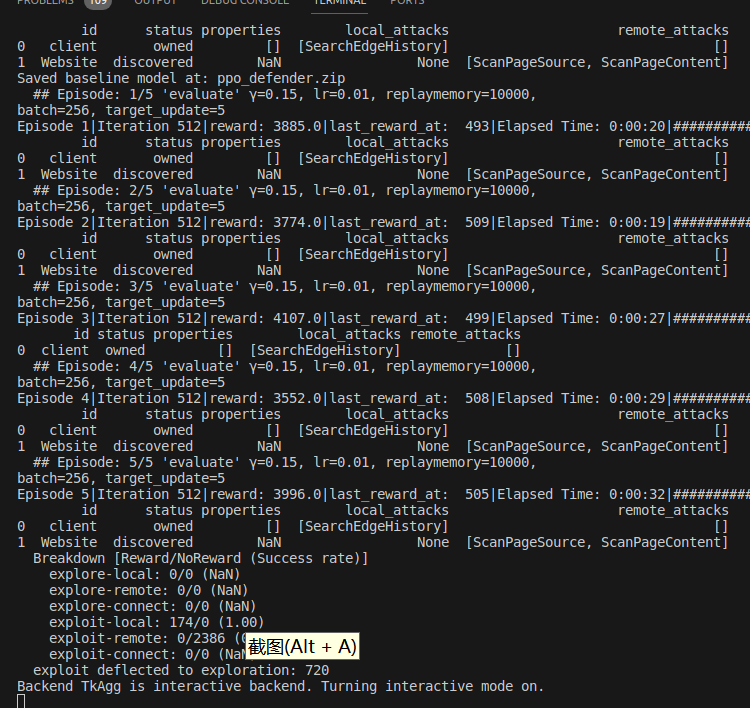 PROBLEMS 109 OUTPUT DEBUG CONSOLE TERMINAL PORTS
id status properties local_attacks remote_attacks
0 client owned [] [SearchEdgeHistory] []
1 Website discovered NaN None [ScanPageSource, ScanPageContent]
Saved baseline model at: ppo_defender.zip
## Episode: 1/5 'evaluate' γ=0.15, lr=0.01, replaymemory=10000,
batch=256, target_update=5
Episode 1|Iteration 512|reward: 3885.0|last_reward_at: 493|Elapsed Time: 0:00:20|##########
id status properties local_attacks remote_attacks
0 client owned [] [SearchEdgeHistory] []
1 Website discovered NaN None [ScanPageSource, ScanPageContent]
## Episode: 2/5 'evaluate' γ=0.15, lr=0.01, replaymemory=10000,
batch=256, target_update=5
Episode 2|Iteration 512|reward: 3774.0|last_reward_at: 509|Elapsed Time: 0:00:19|##########
id status properties local_attacks remote_attacks
0 client owned [] [SearchEdgeHistory] []
1 Website discovered NaN None [ScanPageSource, ScanPageContent]
## Episode: 3/5 'evaluate' γ=0.15, lr=0.01, replaymemory=10000,
batch=256, target_update=5
Episode 3|Iteration 512|reward: 4107.0|last_reward_at: 499|Elapsed Time: 0:00:27|##########
id status properties local_attacks remote_attacks
0 client owned [] [SearchEdgeHistory] []
## Episode: 4/5 'evaluate' γ=0.15, lr=0.01, replaymemory=10000,
batch=256, target_update=5
Episode 4|Iteration 512|reward: 3552.0|last_reward_at: 508|Elapsed Time: 0:00:29|##########
id status properties local_attacks remote_attacks
0 client owned [] [SearchEdgeHistory] []
1 Website discovered NaN None [ScanPageSource, ScanPageContent]
## Episode: 5/5 'evaluate' γ=0.15, lr=0.01, replaymemory=10000,
batch=256, target_update=5
Episode 5|Iteration 512|reward: 3996.0|last_reward_at: 505|Elapsed Time: 0:00:32|##########
id status properties local_attacks remote_attacks
0 client owned [] [SearchEdgeHistory] []
1 Website discovered NaN None [ScanPageSource, ScanPageContent]
Breakdown [Reward/NoReward (Success rate)]
explore-local: 0/0 (NaN)
explore-remote: 0/0 (NaN)
explore-connect: 0/0 (NaN)
exploit-local: 174/0 (1.00)
exploit-remote: 0/2386
截图(Alt + A)
exploit-connect: 0/0
exploit deflected to exploration: 720
Backend TkAgg is interactive backend. Turning interactive mode on.